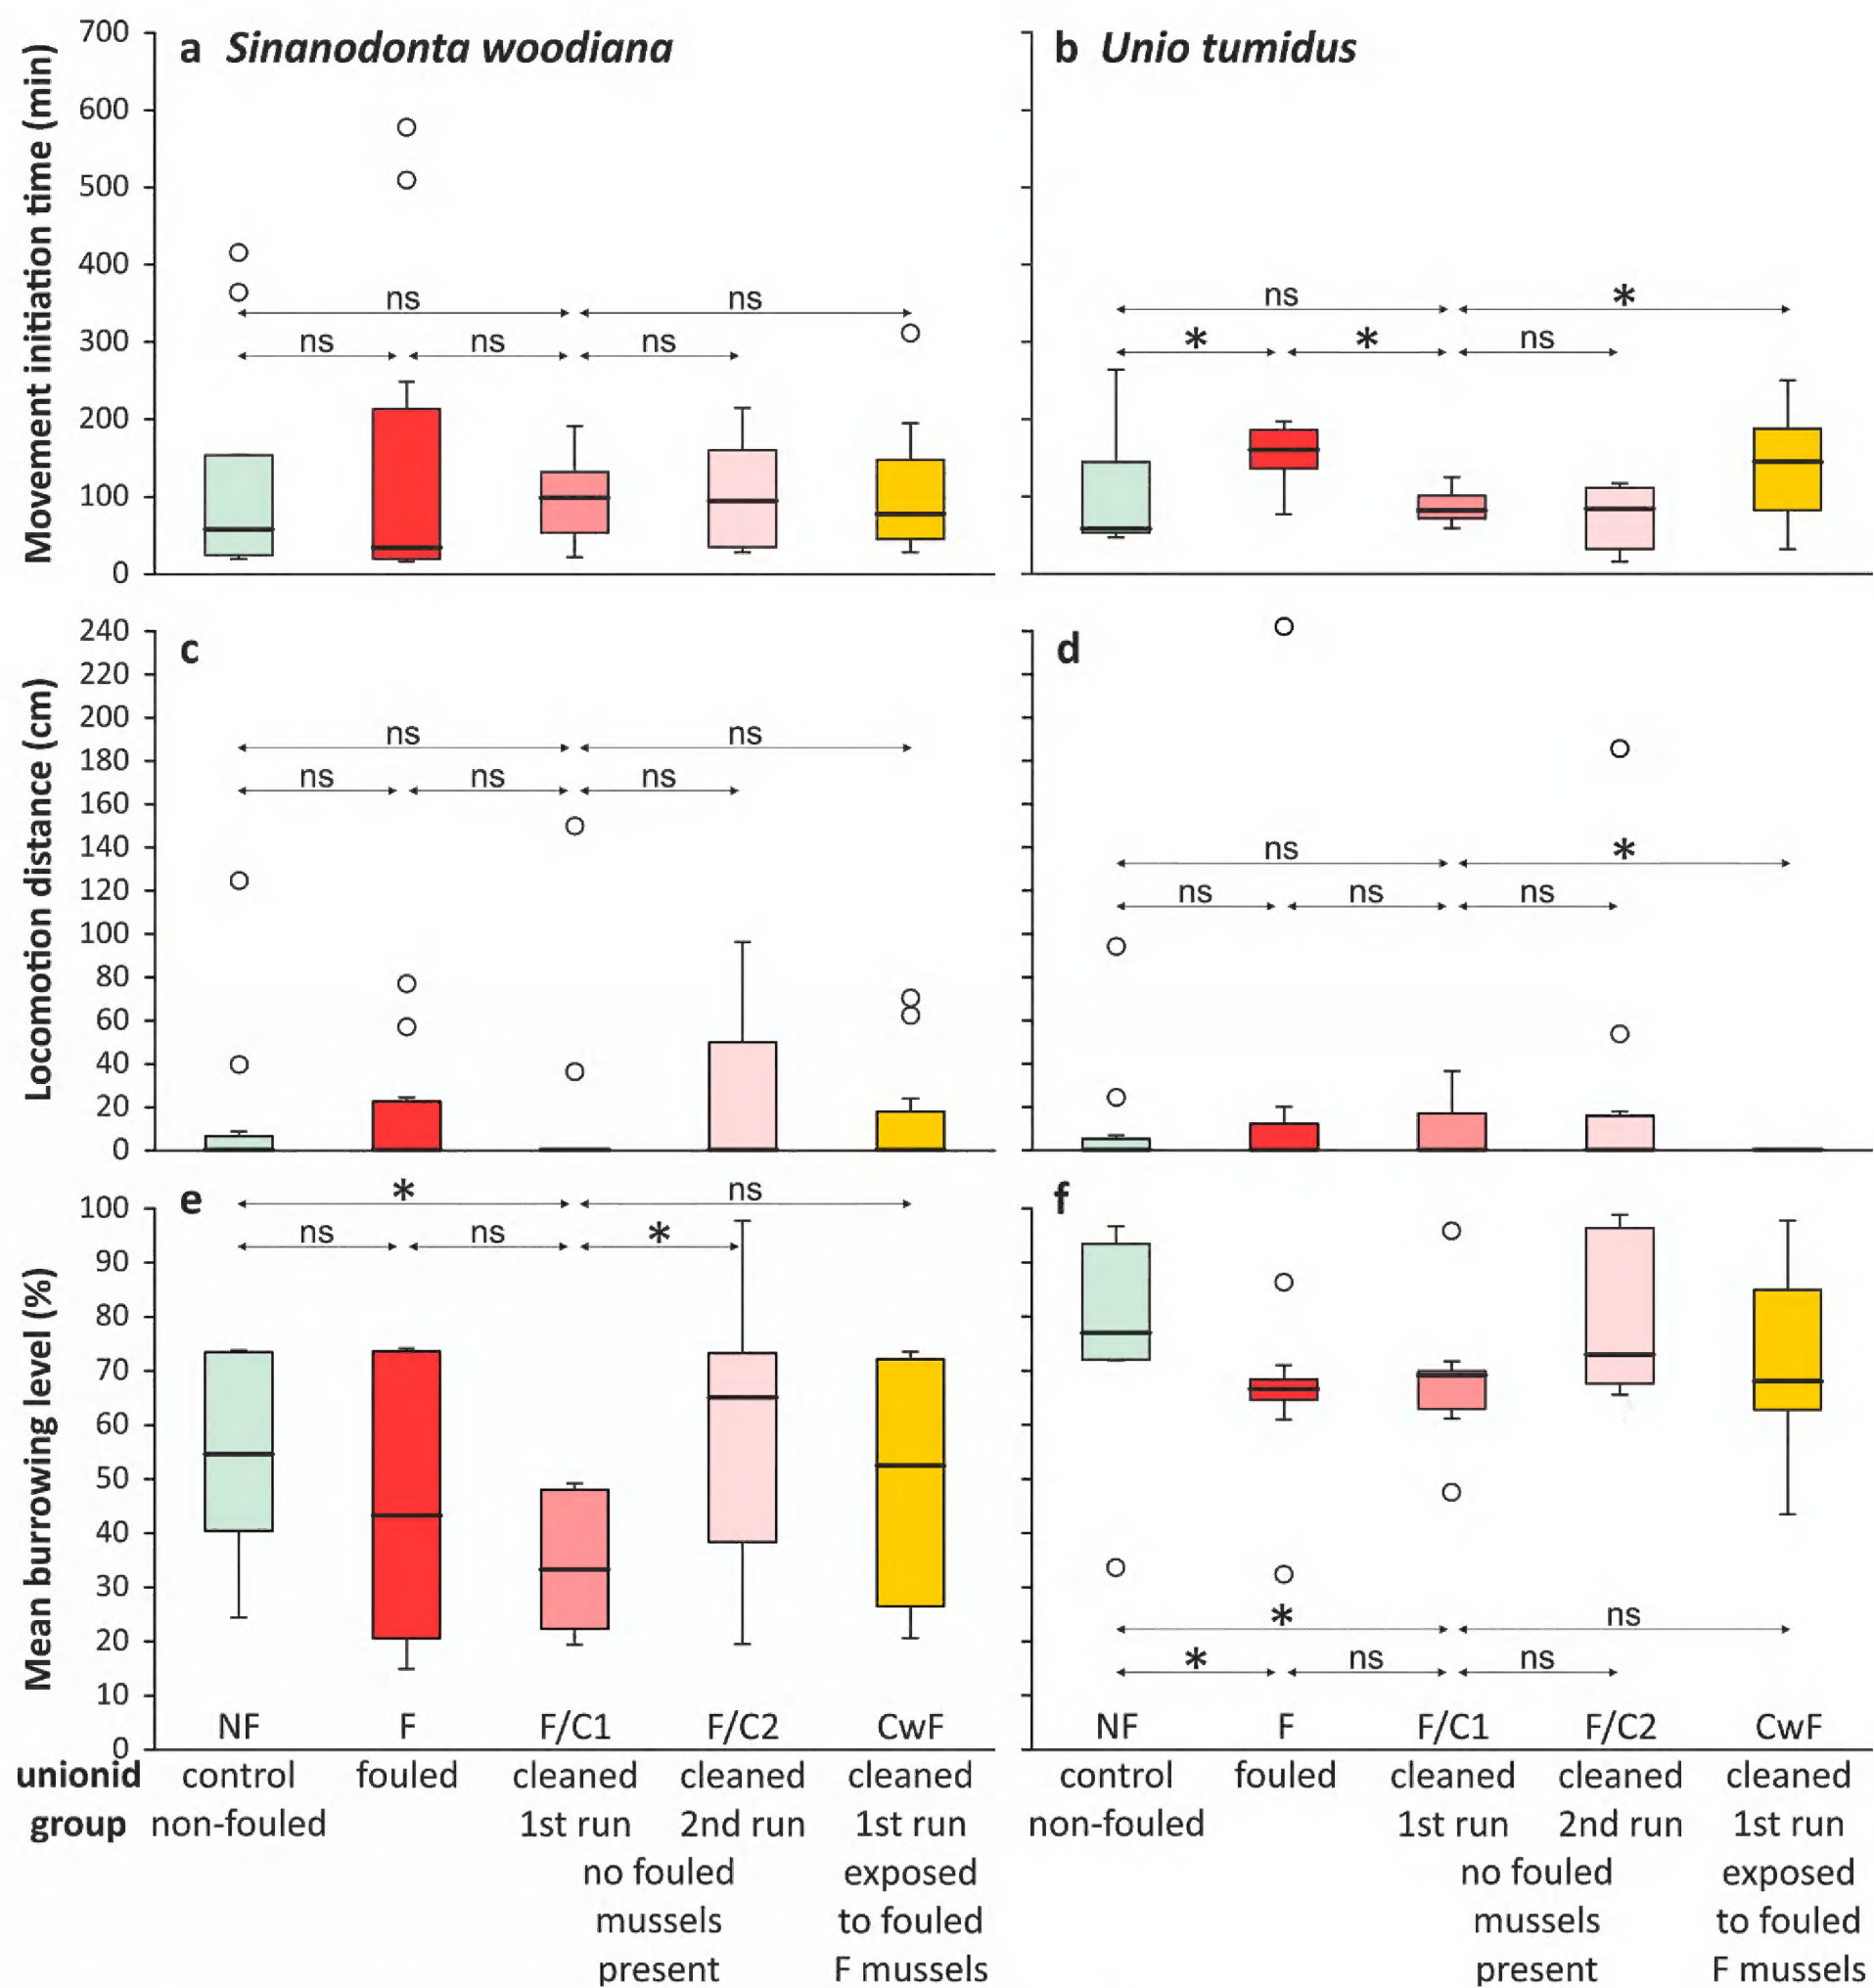 a Sinanodonta woodiana
b Unio tumidus
Movement initiation time (min)
700
600
500
400
300
200
100
0
ns
ns
ns
ns
ns
ns
*
*
*
ns
Locomotion distance (cm)
240
220
200
180
160
140
120
100
80
60
40
20
0
c
ns
ns
ns
ns
ns
d
ns
*
ns
ns
ns
Mean burrowing level (%)
100
90
80
70
60
50
40
30
20
10
0
e
*
ns
ns
ns
*
f
*
ns
*
ns
ns
NF F F/C1 F/C2 CwF
NF F F/C1 F/C2 CwF
unionid control fouled cleaned cleaned cleaned
control fouled cleaned cleaned cleaned
group non-fouled 1st run 2nd run 1st run
non-fouled 1st run 2nd run 1st run
no fouled exposed
no fouled exposed
mussels to fouled
mussels to fouled
present F mussels
present F mussels